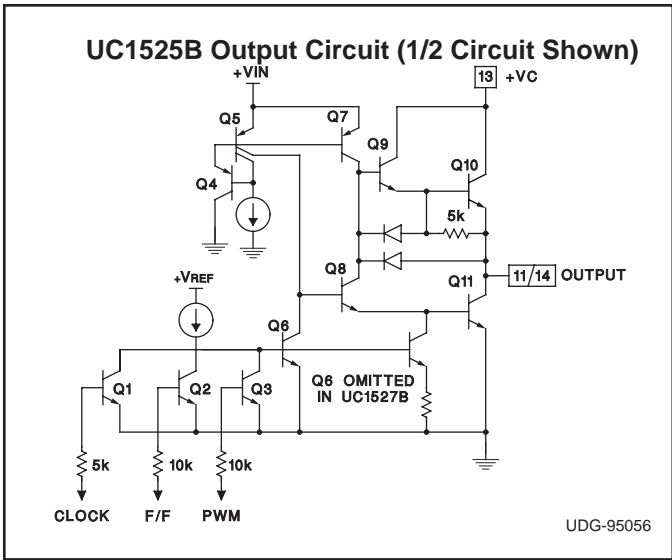 UC1525B Output Circuit (1/2 Circuit Shown)
+VIN
13 +VC
Q5
Q7
Q9
Q10
Q4
5k
+VREF
Q8
11/14 OUTPUT
Q11
Q6
Q1
Q2
Q3
Q6 OMITTED
IN UC1527B
5k
10k
10k
CLOCK
F/F
PWM
UDG-95056